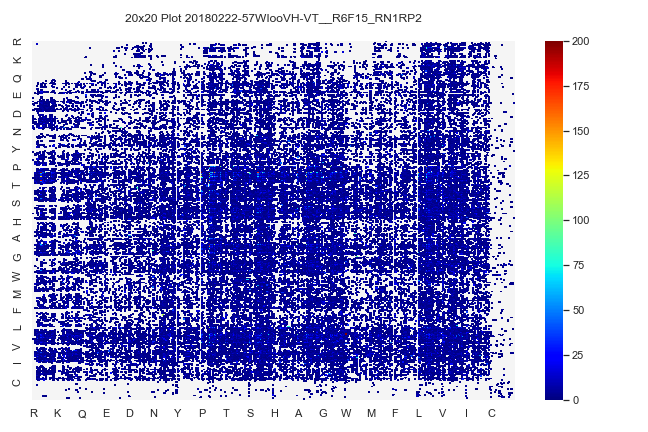 20x20 Plot 20180222-57WlooVH-VT__R6F15_RN1RP2
R
K
Q
E
D
N
Y
P
T
S
H
A
G
W
M
F
L
V
I
C
R K Q E D N Y P T S H A G W M F L V I C
200
175
150
125
100
75
50
25
0